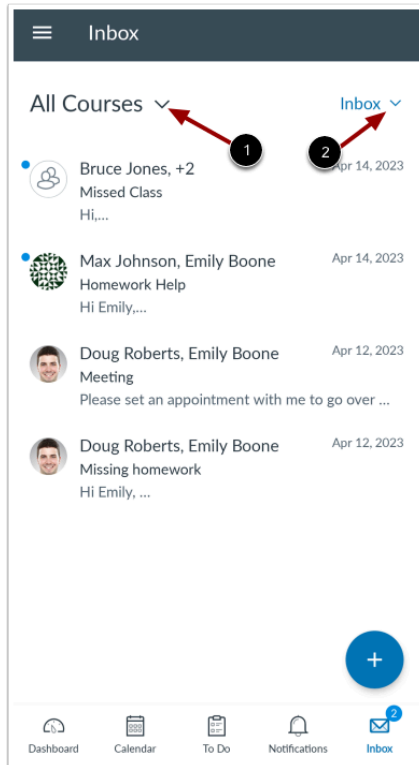 Inbox
All Courses
Inbox
1
2
Bruce Jones, +2
Apr 14, 2023
Missed Class
Hi,...
Max Johnson, Emily Boone
Apr 14, 2023
Homework Help
Hi Emily,...
Doug Roberts, Emily Boone
Apr 12, 2023
Meeting
Please set an appointment with me to go over ...
Doug Roberts, Emily Boone
Apr 12, 2023
Missing homework
Hi Emily, ...
+
2
Dashboard
Calendar
To Do
Notifications
Inbox